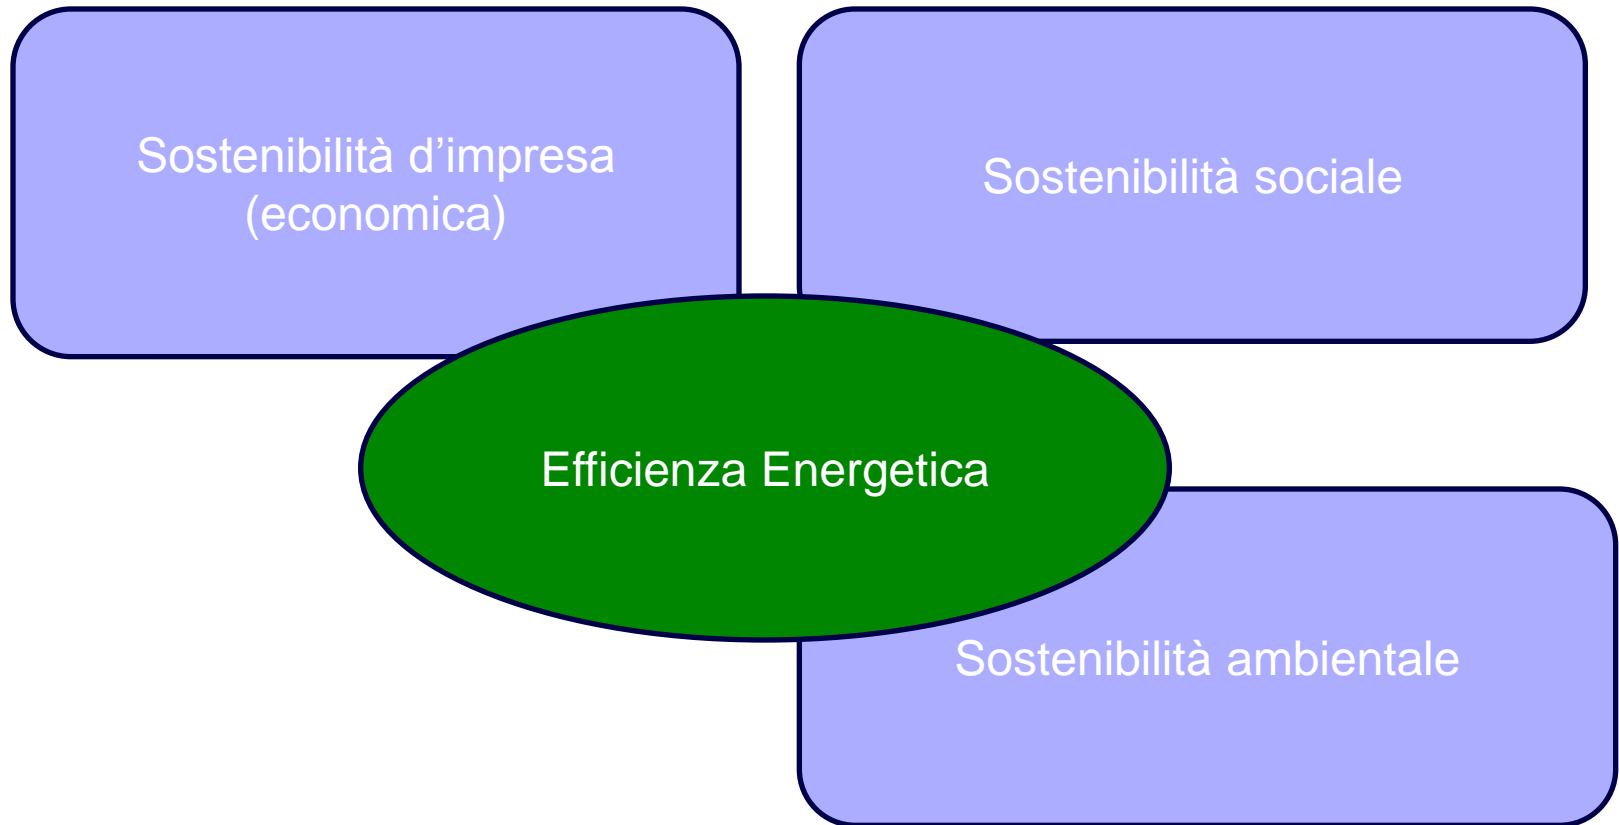 Sostenibilità d’impresa
(economica)
Sostenibilità sociale
Efficienza Energetica
Sostenibilità ambientale